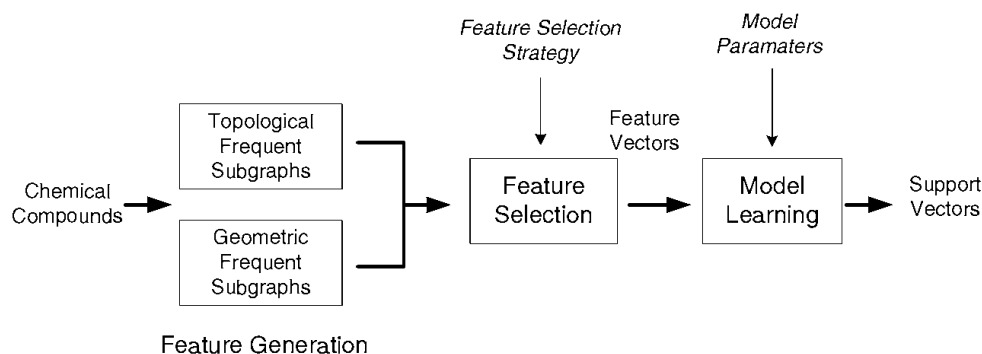 Chemical
Compounds
Topological
Frequent
Subgraphs
Geometric
Frequent
Subgraphs
Feature Generation
Feature Selection
Strategy
Feature
Selection
Feature
Vectors
Model
Paramaters
Model
Learning
Support
Vectors